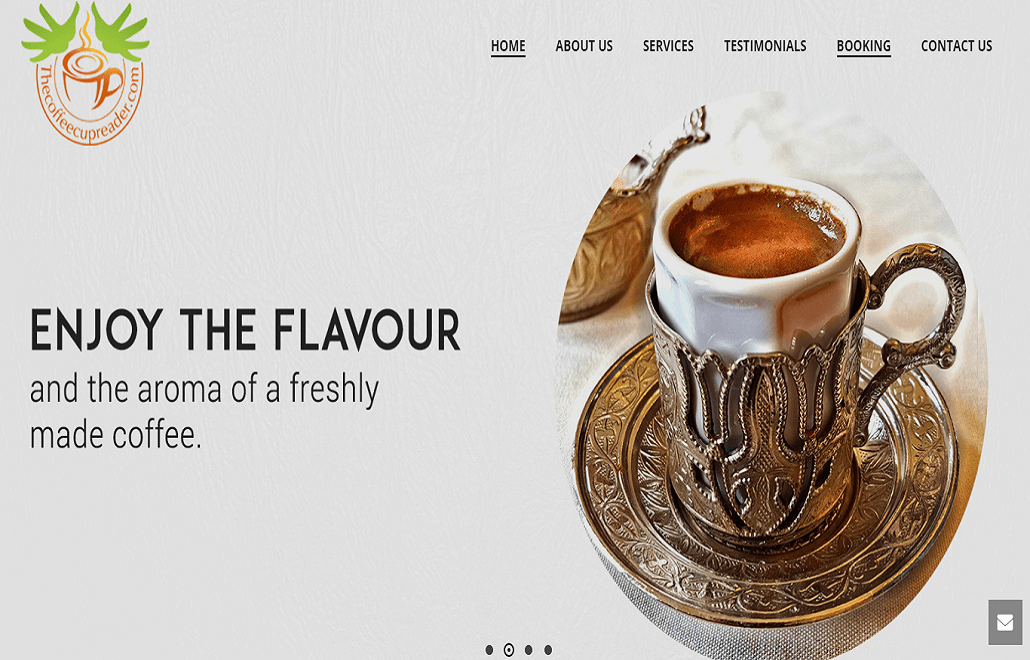 Thecoffeecupreader.com
HOME ABOUT US SERVICES TESTIMONIALS BOOKING CONTACT US
ENJOY THE FLAVOUR
and the aroma of a freshly
made coffee.